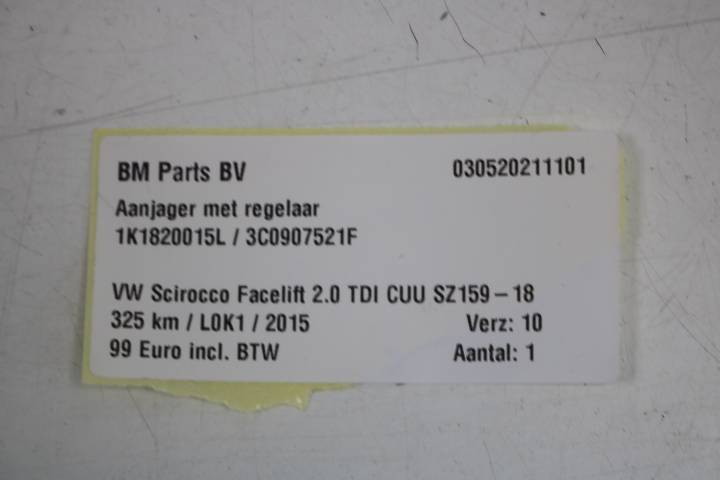 BM Parts BV 030520211101
Aanjager met regelaar
1K1820015L / 3C0907521F
VW Scirocco Facelift 2.0 TDI CUU SZ159 – 18
325 km / L0K1 / 2015 Verz: 10
99 Euro incl. BTW Aantal: 1